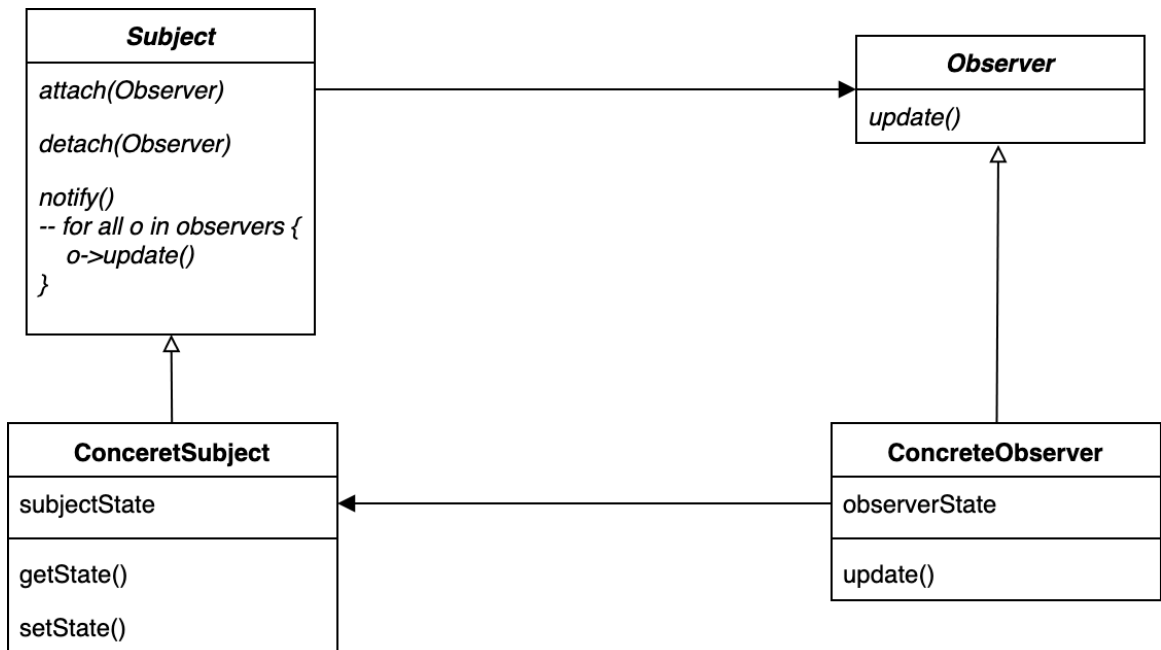 Subject
attach(Observer)
detach(Observer)
notify()
-- for all o in observers {
o->update()
}
Observer
update()
ConceretSubject
subjectState
getState()
setState()
ConcreteObserver
observerState
update()